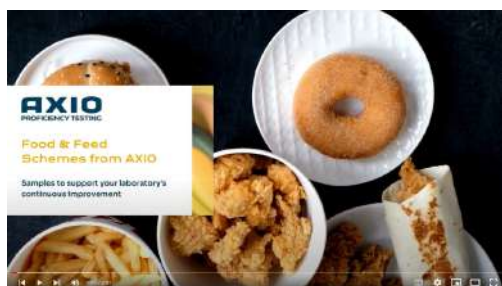 AXIO
PROFICIENCY TESTING
Food & Feed
Schemes from AXIO
Samples to support your laboratory's
continuous improvement